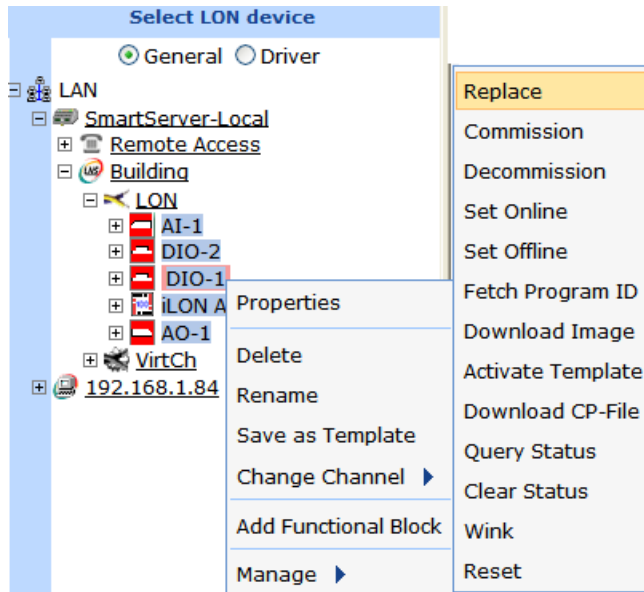 Select LON device
General Driver
LAN
SmartServer-Local
Remote Access
Building
LON
AI-1
DIO-2
DIO-1
iLON A
AO-1
VirtCh
192.168.1.84
Properties
Delete
Rename
Save as Template
Change Channel
Add Functional Block
Manage
Replace
Commission
Decommission
Set Online
Set Offline
Fetch Program ID
Download Image
Activate Template
Download CP-File
Query Status
Clear Status
Wink
Reset